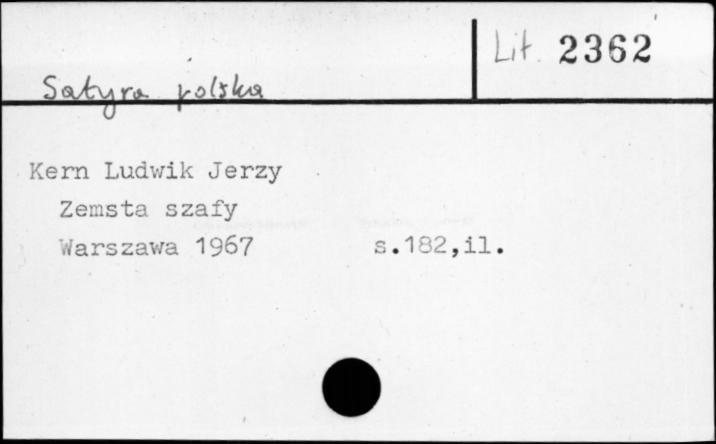 Lit. 2362
Satyra polska
Kern Ludwik Jerzy
Zemsta szafy
Warszawa 1967 s.182,il.